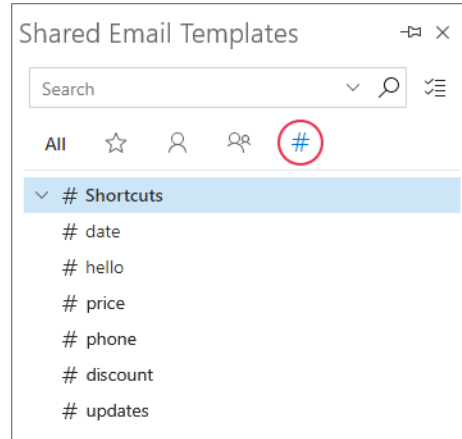 Shared Email Templates
Search
All #
# Shortcuts
# date
# hello
# price
# phone
# discount
# updates